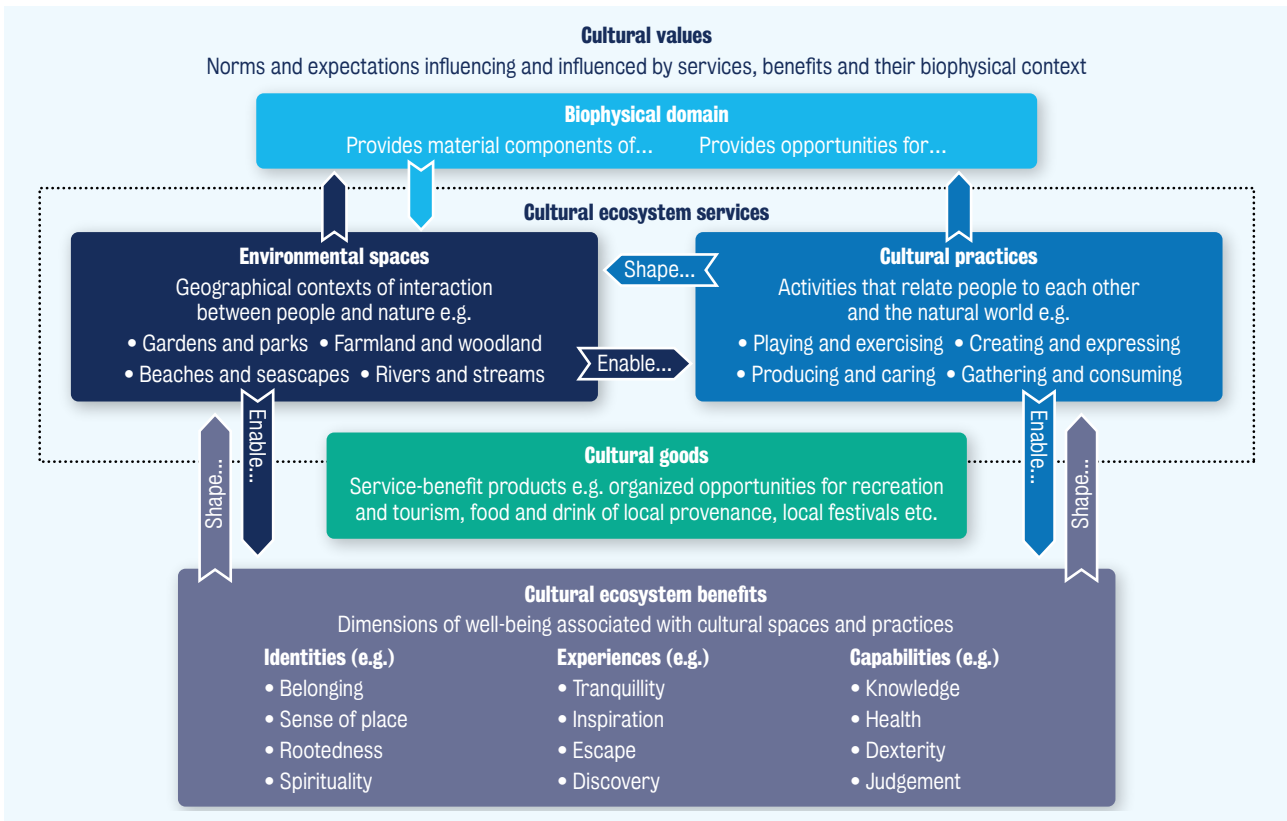 Cultural values
Norms and expectations influencing and influenced by services, benefits and their biophysical context
Biophysical domain
Provides material components of... Provides opportunities for...
Cultural ecosystem services
Environmental spaces
Geographical contexts of interaction
between people and nature e.g.
• Gardens and parks • Farmland and woodland
• Beaches and seascapes • Rivers and streams
Shape...
Enable...
Cultural practices
Activities that relate people to each other
and the natural world e.g.
• Playing and exercising • Creating and expressing
• Producing and caring • Gathering and consuming
Shape...
Enable...
Cultural goods
Service-benefit products e.g. organized opportunities for recreation
and tourism, food and drink of local provenance, local festivals etc.
Enable...
Shape...
Cultural ecosystem benefits
Dimensions of well-being associated with cultural spaces and practices
Identities (e.g.)
• Belonging
• Sense of place
• Rootedness
• Spirituality
Experiences (e.g.)
• Tranquillity
• Inspiration
• Escape
• Discovery
Capabilities (e.g.)
• Knowledge
• Health
• Dexterity
• Judgement